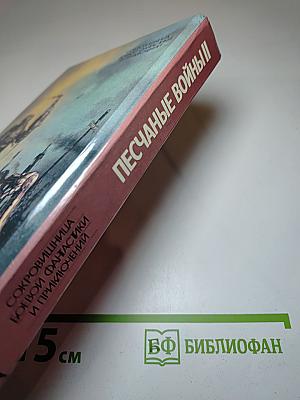 ПЕСЧАНЫЕ ВОЙНЫ II
СОКРОВИЩНИЦА
БОЕВОЙ ФАНТАСТИКИ
И ПРИКЛЮЧЕНИЙ
15 см
БФ БИБЛИОФАН